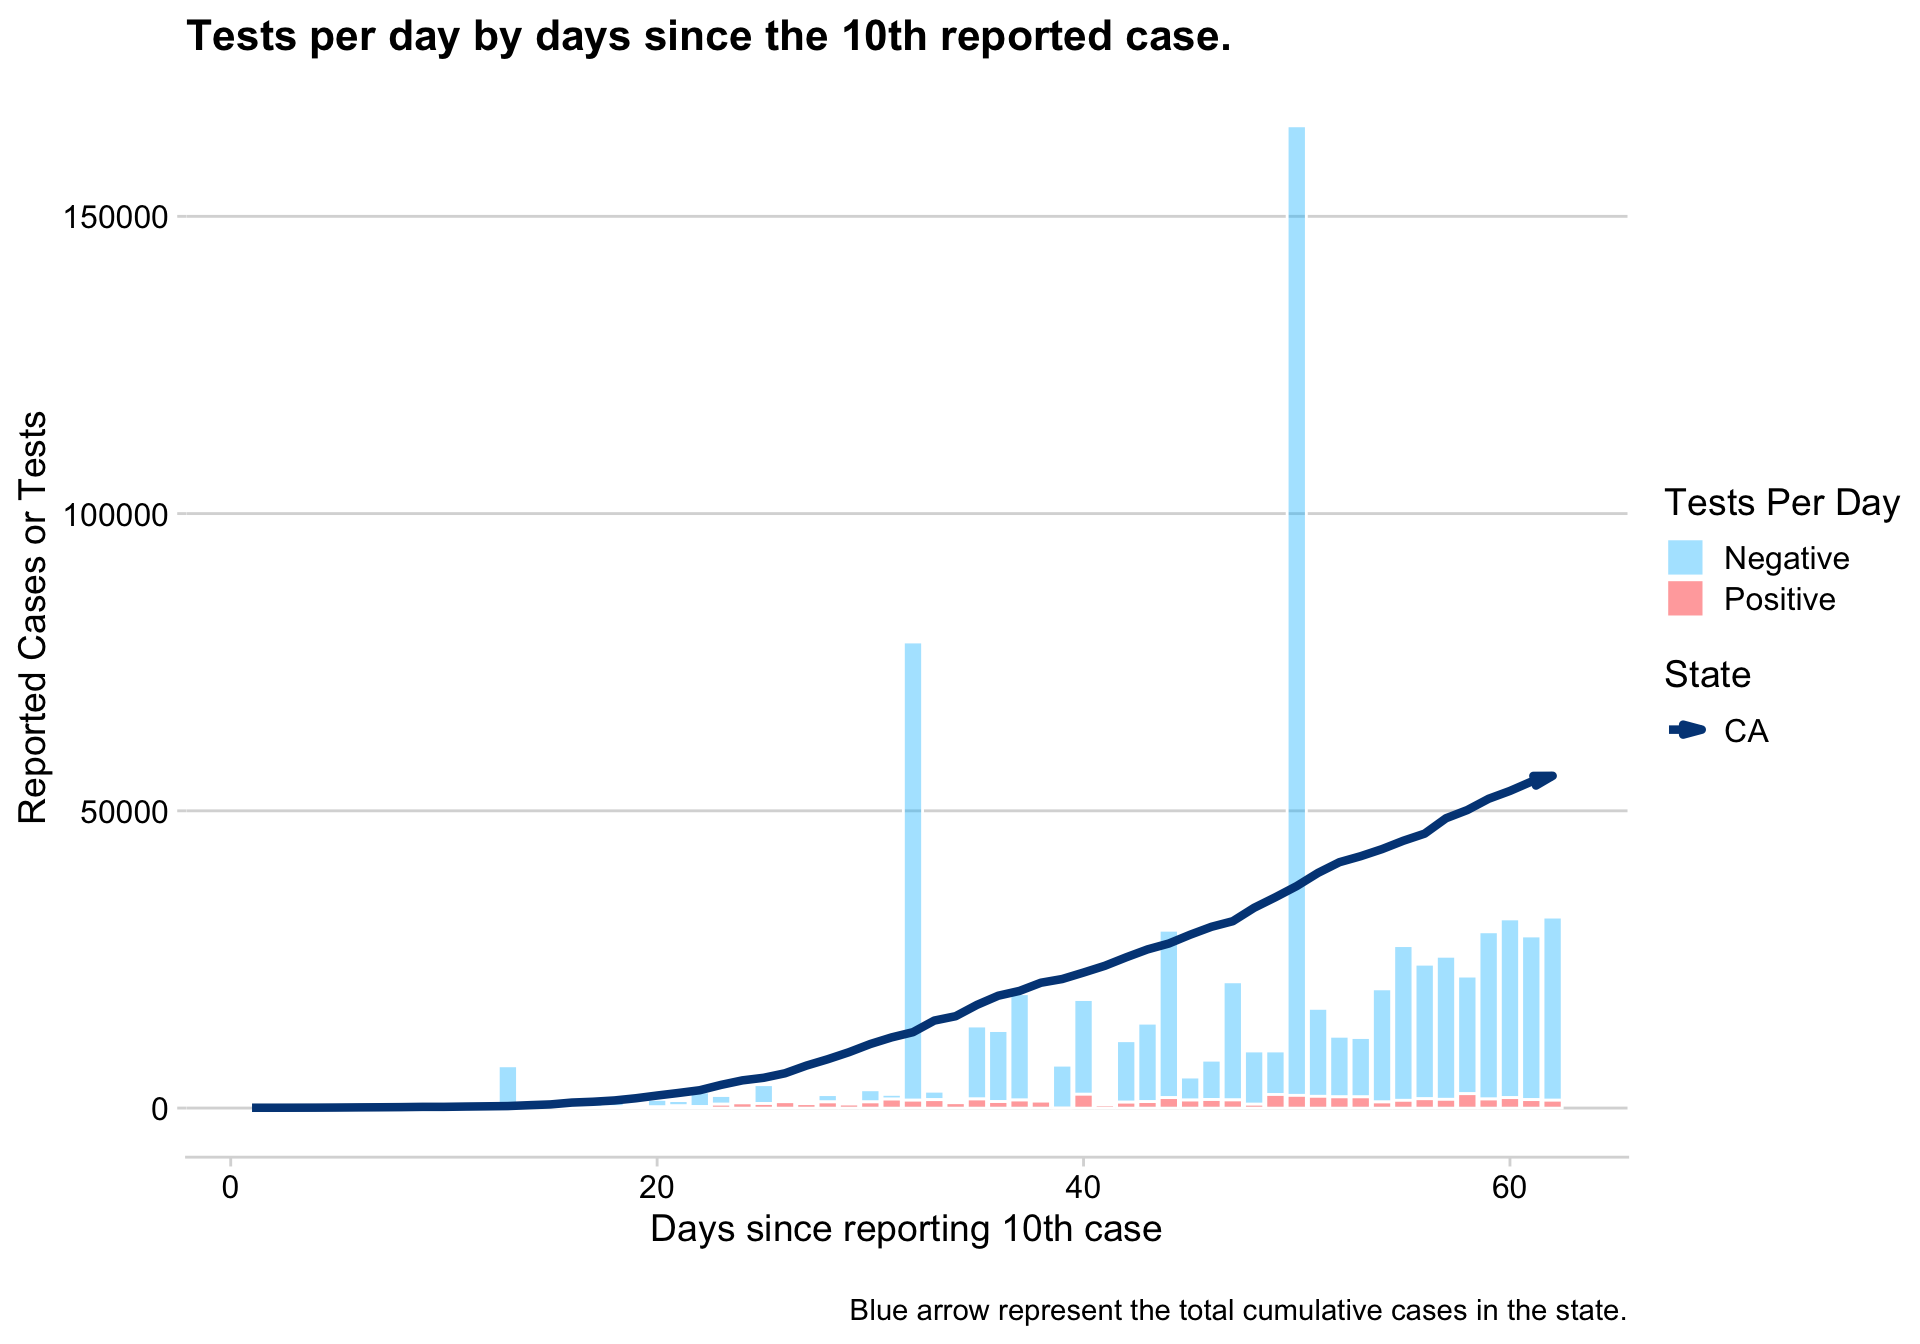 Tests per day by days since the 10th reported case.
150000
100000
50000
0
Reported Cases or Tests
0 20 40 60
Days since reporting 10th case
Tests Per Day
Negative
Positive
State
CA
Blue arrow represent the total cumulative cases in the state.